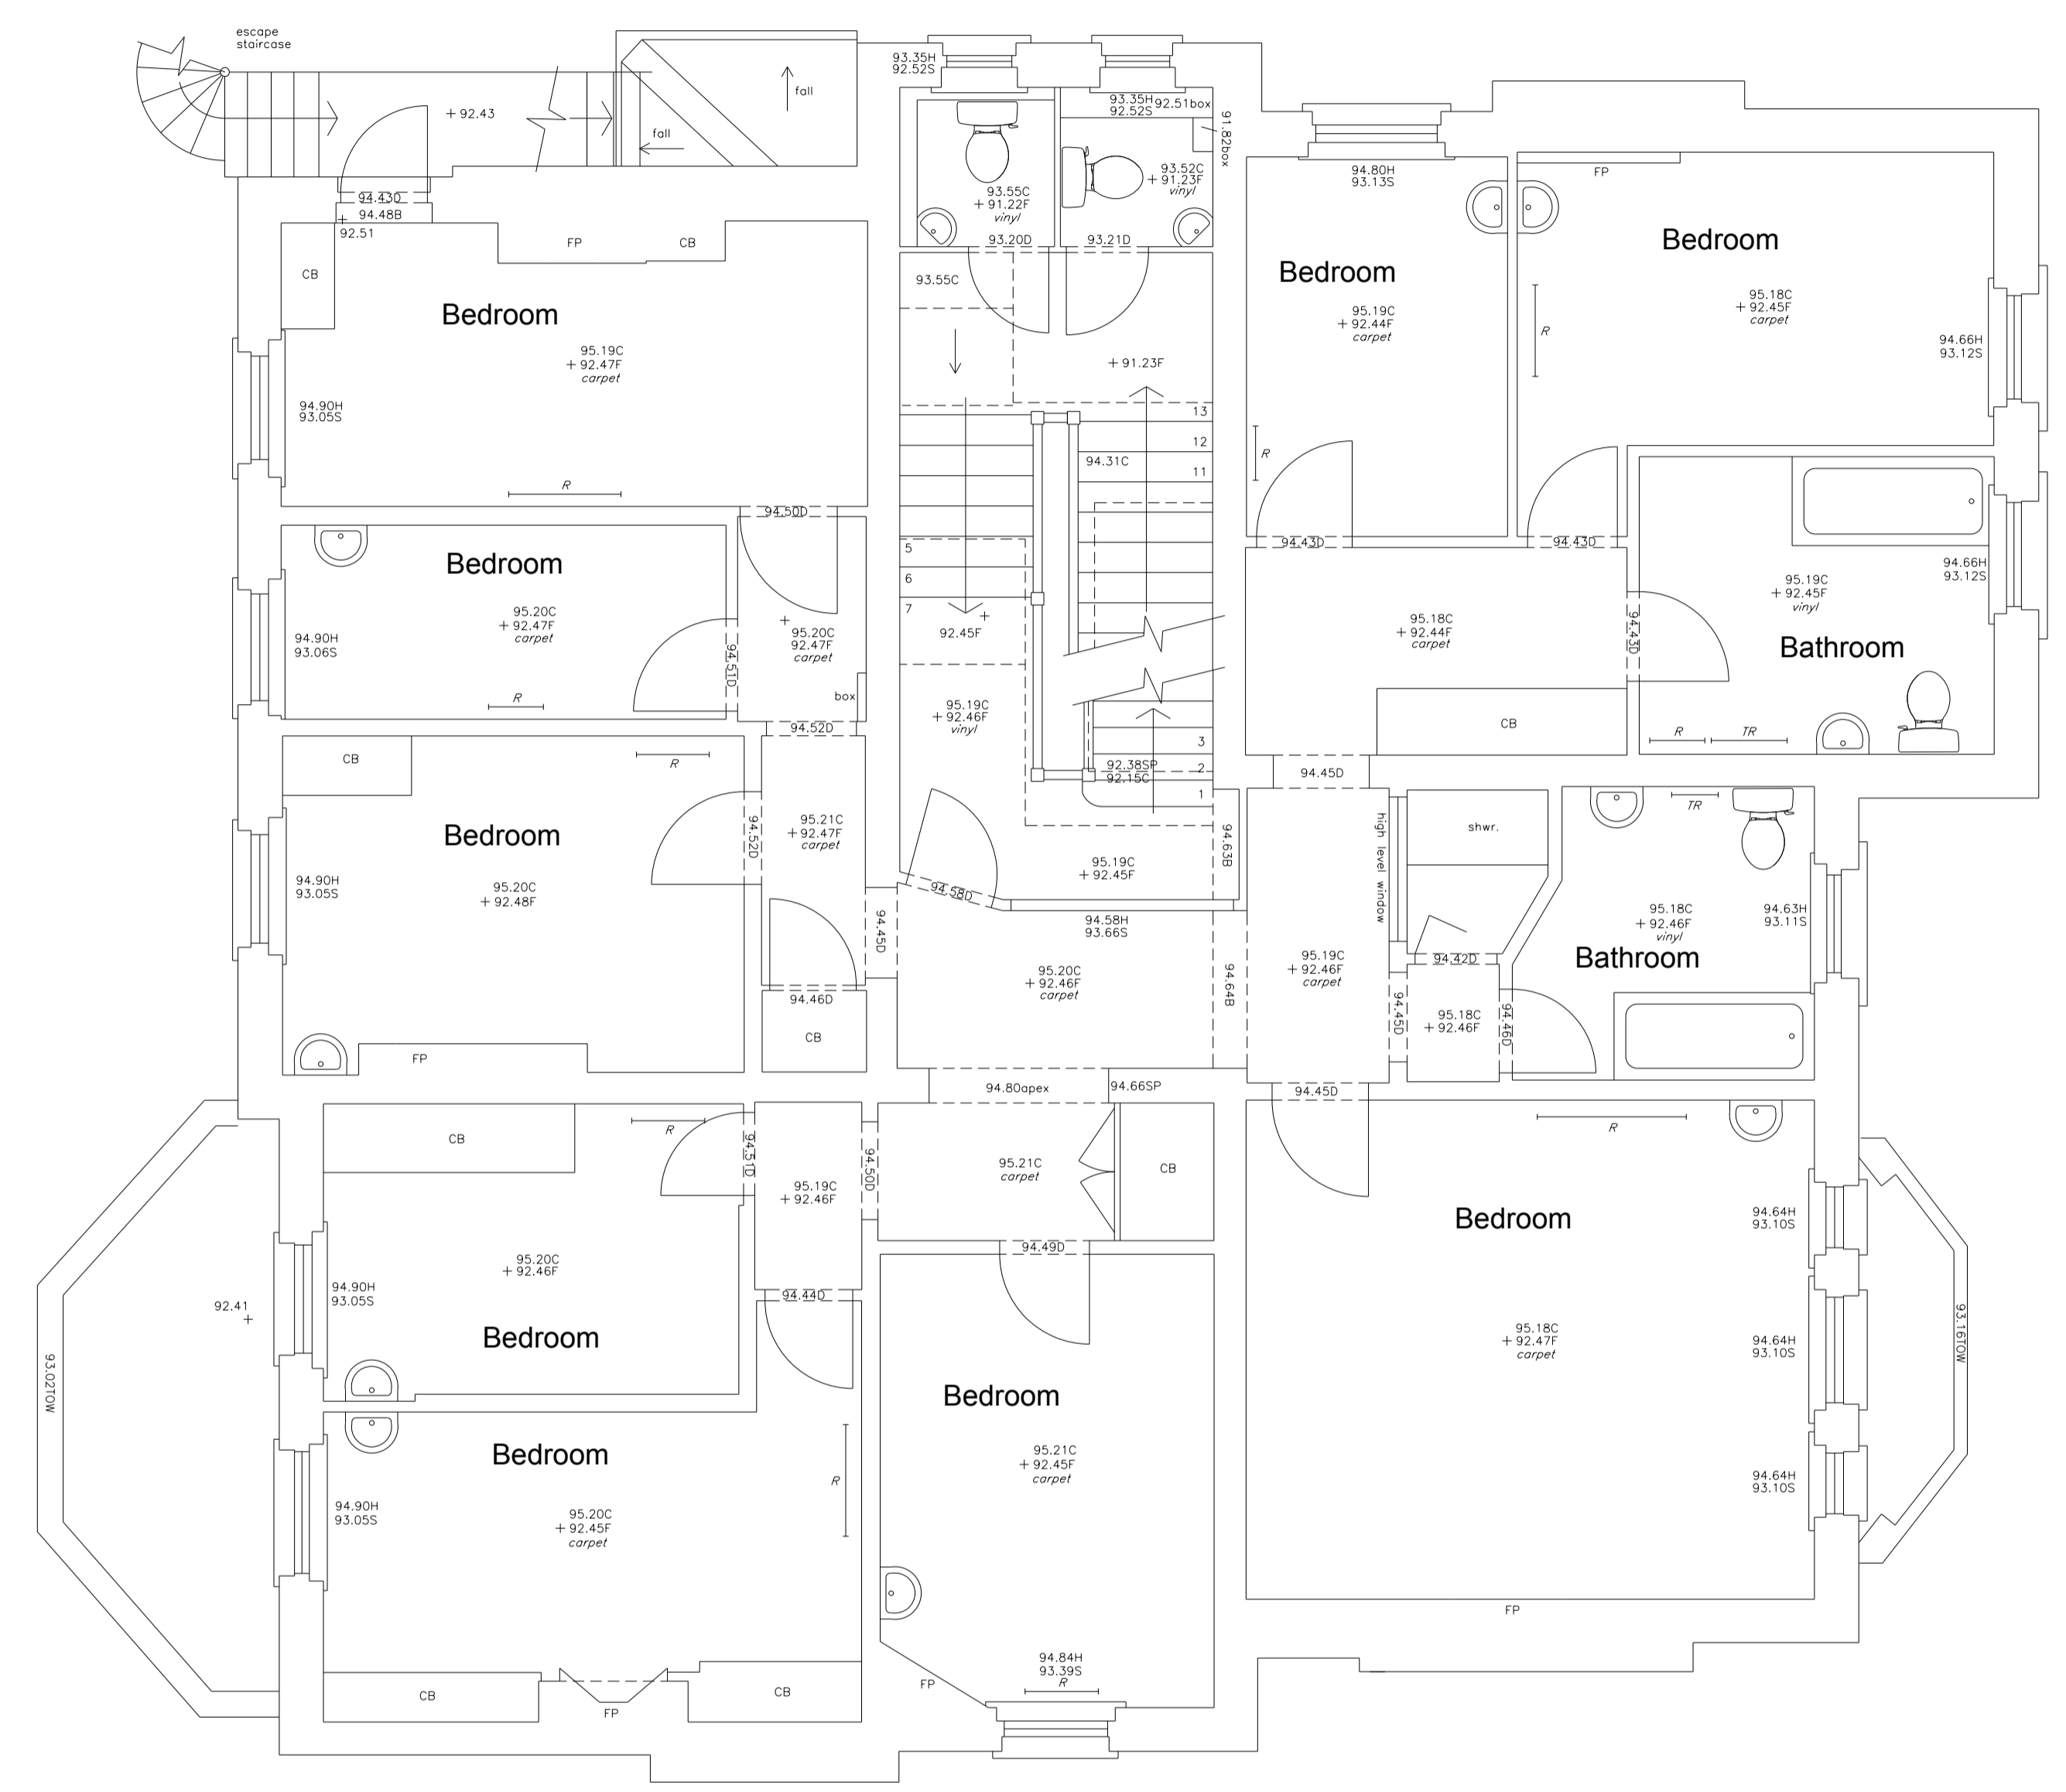 escape
staircase
fall
fall
+ 92.43
94.43D
94.48B
92.51
FP
CB
CB
Bedroom
95.19C
+ 92.47F
carpet
94.90H
93.05S
R
94.50D
93.35H
92.52S
93.35H
92.52S
92.51box
91.82box
93.55C
+ 91.22F
vinyl
93.52C
+ 91.23F
vinyl
93.20D
93.21D
93.55C
+ 91.23F
13
12
11
94.31C
5
6
7
92.45F
95.19C
+ 92.46F
vinyl
92.38SP
92.15C
3
2
1
94.63B
95.19C
+ 92.45F
94.58D
94.58H
93.66S
94.80H
93.13S
Bedroom
95.19C
+ 92.44F
carpet
R
94.43D
FP
Bedroom
95.18C
+ 92.45F
carpet
R
94.66H
93.12S
94.43D
94.66H
93.12S
95.19C
+ 92.45F
vinyl
Bathroom
R
TR
94.43D
95.18C
+ 92.44F
carpet
CB
94.45D
Bedroom
95.20C
+ 92.47F
carpet
94.90H
93.06S
R
94.51D
95.20C
92.47F
carpet
box
94.52D
CB
R
Bedroom
95.20C
+ 92.48F
94.90H
93.05S
FP
94.52D
95.21C
+ 92.47F
carpet
94.46D
CB
94.45D
95.20C
+ 92.46F
carpet
94.64B
95.19C
+ 92.46F
carpet
high level window
shwr.
94.42D
94.45D
95.18C
+ 92.46F
94.46D
TR
95.18C
+ 92.46F
vinyl
94.63H
93.11S
Bathroom
94.80apex
94.66SP
94.45D
CB
R
94.51D
95.20C
+ 92.46F
94.90H
93.05S
Bedroom
95.19C
+ 92.46F
94.50D
95.21C
carpet
CB
94.49D
94.44D
92.41
93.02TOW
Bedroom
94.90H
93.05S
95.20C
+ 92.45F
carpet
R
CB
FP
CB
Bedroom
95.21C
+ 92.45F
carpet
94.84H
93.39S
R
FP
R
Bedroom
95.18C
+ 92.47F
carpet
94.64H
93.10S
94.64H
93.10S
94.64H
93.10S
93.16TOW
FP